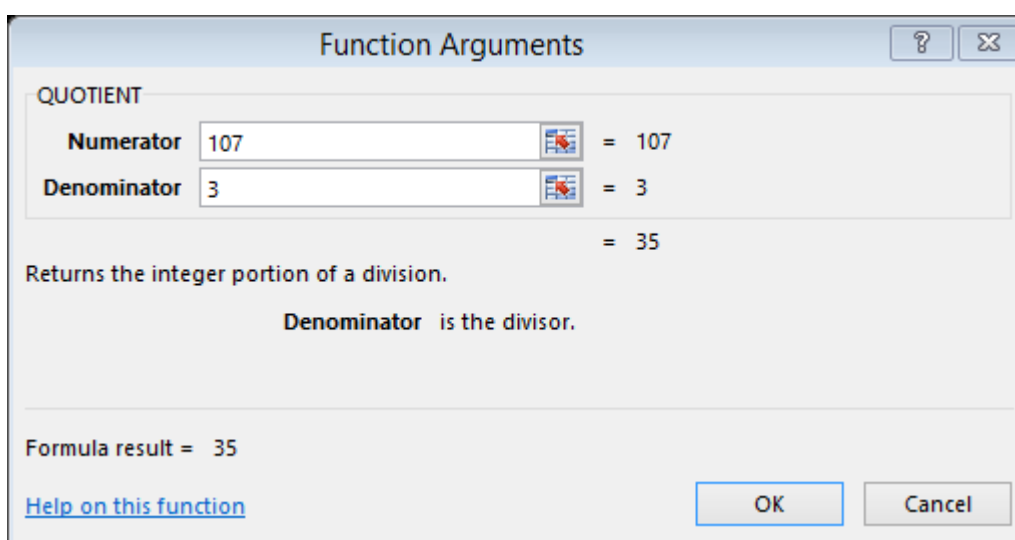 Function Arguments
QUOTIENT
Numerator 107 = 107
Denominator 3 = 3
= 35
Returns the integer portion of a division.
Denominator is the divisor.
Formula result = 35
Help on this function OK Cancel